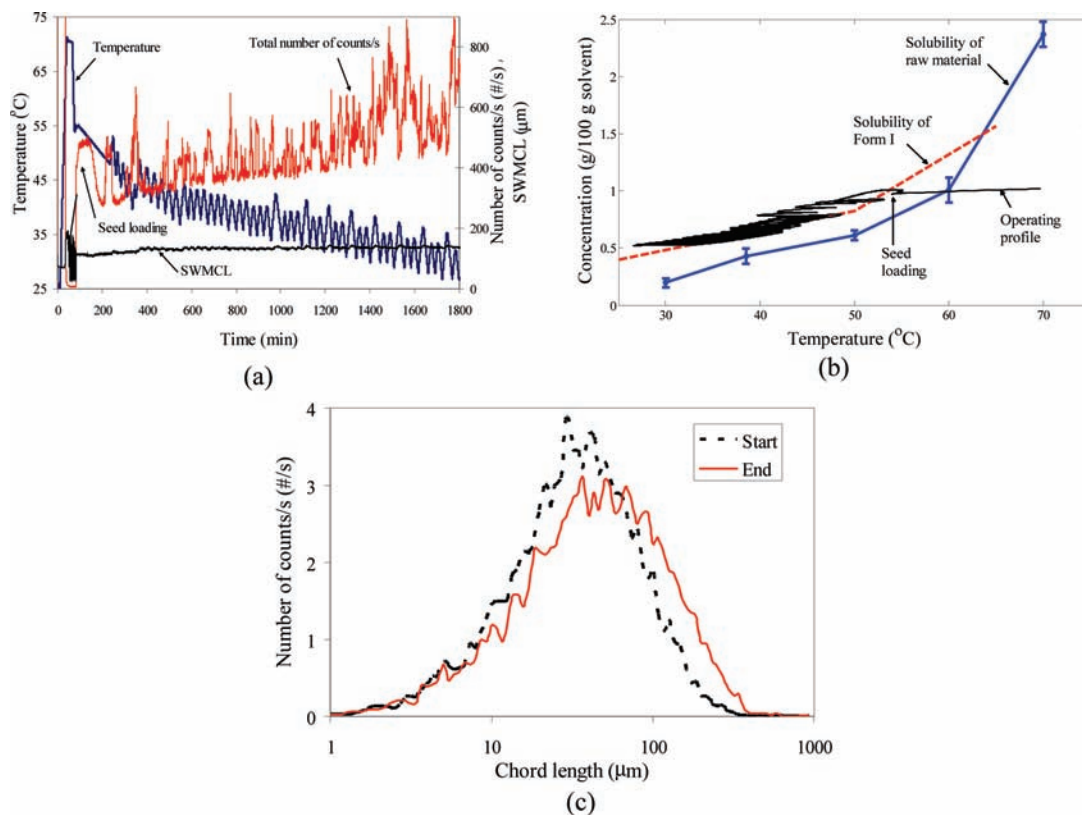 (a)
75
65
55
45
35
25
Temperature (°C)
Temperature
Total number of counts/s
Seed loading
SWMCL
800
600
400
200
0
Number of counts/s (#/s) ,
SWMCL (μm)
0 200 400 600 800 1000 1200 1400 1600 1800
Time (min)
(a)
2.5
2
1.5
1
0.5
0
Concentration (g/100 g solvent)
Solubility of
raw material
Solubility of
Form I
Operating
profile
Seed
loading
30 40 50 60 70
Temperature (°C)
(b)
4
3
2
1
0
Number of counts/s (#/s)
Start
End
1 10 100 1000
Chord length (μm)
(c)